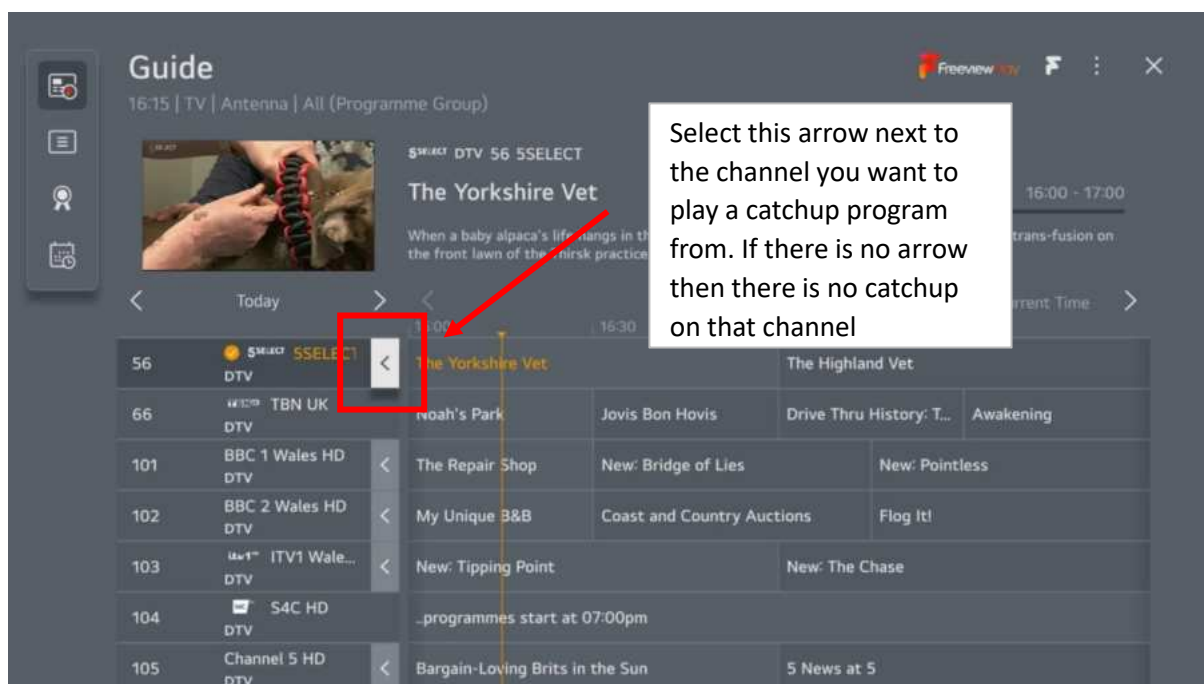 Guide
Freeview play
16:15 | TV | Antenna | All (Programme Group)
5SELECT DTV 56 5SELECT
The Yorkshire Vet
16:00 - 17:00
When a baby alpaca's life hangs in th
trans-fusion on
the front lawn of the Thirsk practice
Select this arrow next to
the channel you want to
play a catchup program
from. If there is no arrow
then there is no catchup
on that channel
Today
rrent Time
16:00
16:30
56 5SELECT 5SELECT
DTV
The Yorkshire Vet
The Highland Vet
66 TBN UK
DTV
Noah's Park
Jovis Bon Hovis
Drive Thru History: T...
Awakening
101 BBC 1 Wales HD
DTV
The Repair Shop
New: Bridge of Lies
New: Pointless
102 BBC 2 Wales HD
DTV
My Unique B&B
Coast and Country Auctions
Flog It!
103 itv1 ITV1 Wale...
DTV
New: Tipping Point
New: The Chase
104 S4C HD
DTV
..programmes start at 07:00pm
105 Channel 5 HD
DTV
Bargain-Loving Brits in the Sun
5 News at 5